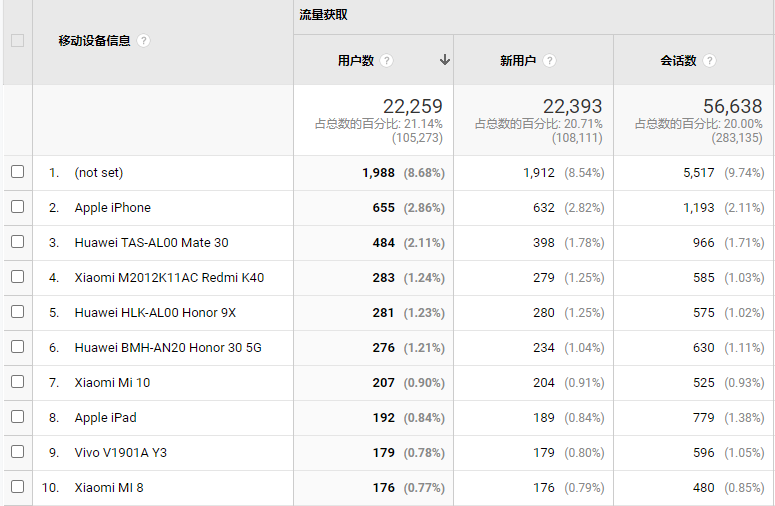 流量获取
移动设备信息 ?
用户数 ? 新用户 ? 会话数 ?
22,259 22,393 56,638
占总数的百分比: 21.14% 占总数的百分比: 20.71% 占总数的百分比: 20.00%
(105,273) (108,111) (283,135)
1. (not set) 1,988 (8.68%) 1,912 (8.54%) 5,517 (9.74%)
2. Apple iPhone 655 (2.86%) 632 (2.82%) 1,193 (2.11%)
3. Huawei TAS-AL00 Mate 30 484 (2.11%) 398 (1.78%) 966 (1.71%)
4. Xiaomi M2012K11AC Redmi K40 283 (1.24%) 279 (1.25%) 585 (1.03%)
5. Huawei HLK-AL00 Honor 9X 281 (1.23%) 280 (1.25%) 575 (1.02%)
6. Huawei BMH-AN20 Honor 30 5G 276 (1.21%) 234 (1.04%) 630 (1.11%)
7. Xiaomi Mi 10 207 (0.90%) 204 (0.91%) 525 (0.93%)
8. Apple iPad 192 (0.84%) 189 (0.84%) 779 (1.38%)
9. Vivo V1901A Y3 179 (0.78%) 179 (0.80%) 596 (1.05%)
10. Xiaomi MI 8 176 (0.77%) 176 (0.79%) 480 (0.85%)